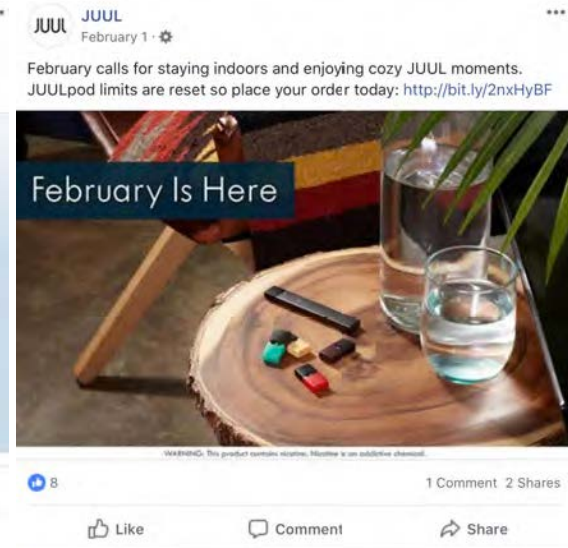 JUUL
JUUL
February 1
February calls for staying indoors and enjoying cozy JUUL moments.
JUULpod limits are reset so place your order today: http://bit.ly/2nxHyBF
February Is Here
WARNING: This product contains nicotine. Nicotine is an addictive chemical.
8
1 Comment 2 Shares
Like Comment Share